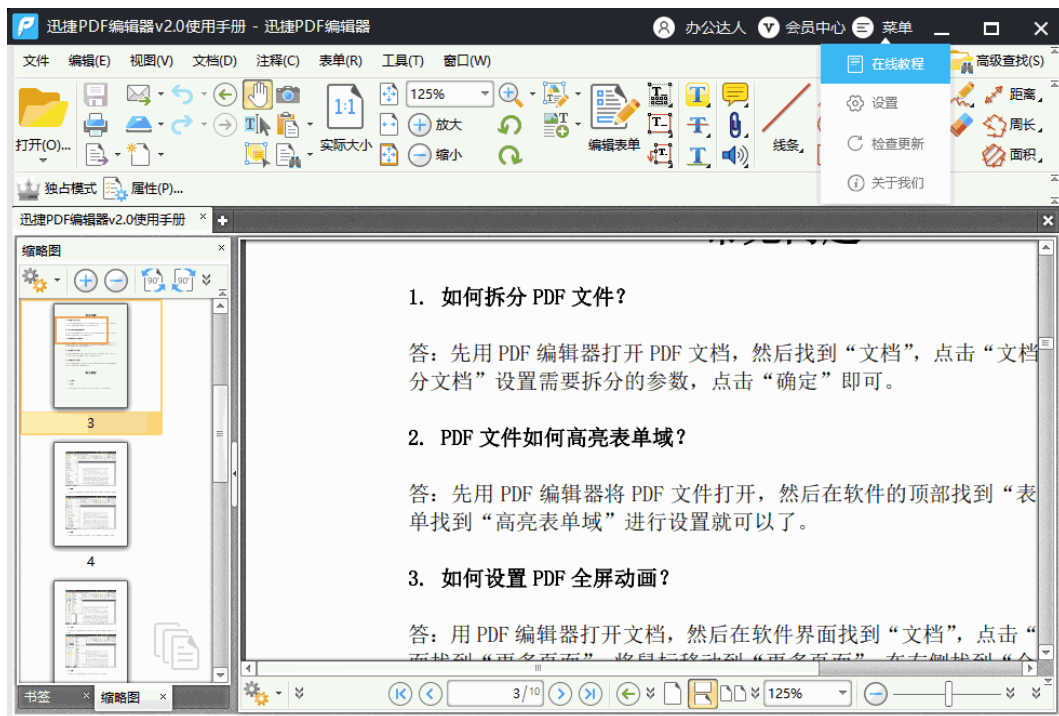 迅捷PDF编辑器v2.0使用手册 - 迅捷PDF编辑器
办公达人
会员中心
菜单
文件 编辑(E) 视图(V) 文档(D) 注释(C) 表单(R) 工具(T) 窗口(W)
高级查找(S)
在线教程
设置
检查更新
关于我们
打开(O)...
1:1
实际大小
125%
放大
缩小
编辑表单
线条
距离
周长
面积
独占模式 属性(P)...
迅捷PDF编辑器v2.0使用手册
缩略图
90° 90°
3
4
1. 如何拆分 PDF 文件？
答：先用 PDF 编辑器打开 PDF 文档，然后找到“文档”，点击“文档
分文档”设置需要拆分的参数，点击“确定”即可。
2. PDF 文件如何高亮表单域？
答：先用 PDF 编辑器将 PDF 文件打开，然后在软件的顶部找到“表
单找到“高亮表单域”进行设置就可以了。
3. 如何设置 PDF 全屏动画？
答：用 PDF 编辑器打开文档，然后在软件界面找到“文档”，点击“
书签 缩略图
3/10
125%